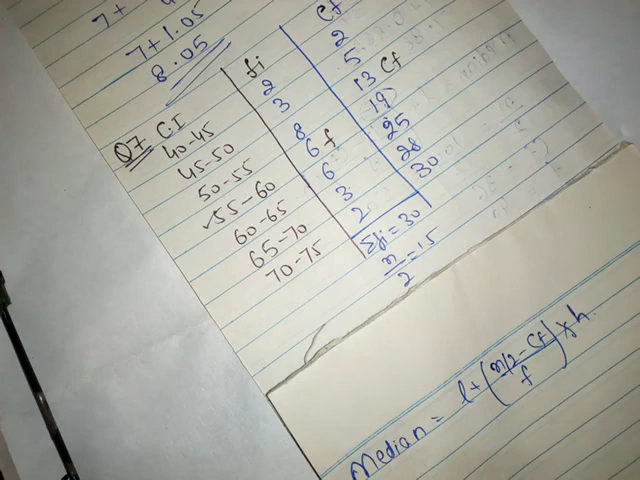 7+
7+1.05
8.05
Q7 CI fi Cf
40-45 2 2
45-50 3 5
50-55 8 13 Cf
✓55-60 6 f 19
60-65 6 25
65-70 3 28
70-75 2 30
Σfi = 30
n/2 = 15
Median = l+(n/2-Cf/f)×h